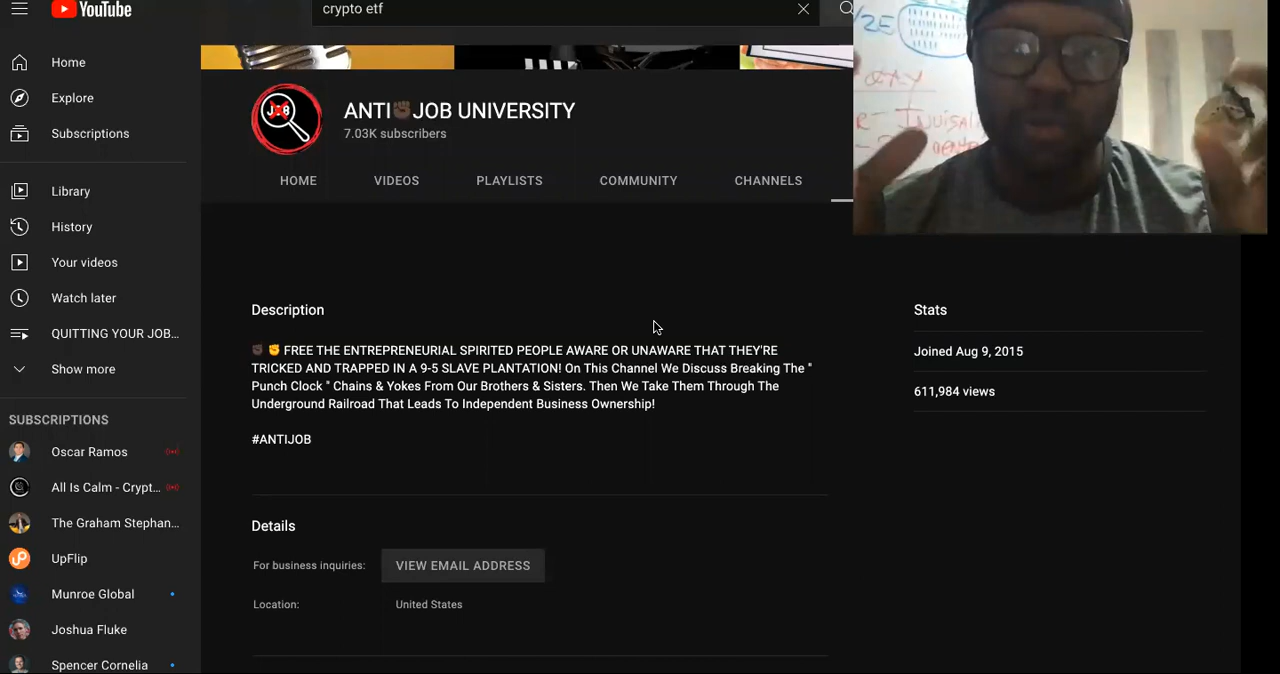 YouTube
crypto etf
Home
Explore
Subscriptions
Library
History
Your videos
Watch later
QUITTING YOUR JOB...
Show more
SUBSCRIPTIONS
Oscar Ramos
All Is Calm - Crypt...
The Graham Stephan...
UpFlip
Munroe Global
Joshua Fluke
Spencer Cornelia
JOB
ANTI✊🏿JOB UNIVERSITY
7.03K subscribers
HOME VIDEOS PLAYLISTS COMMUNITY CHANNELS
Description
✊🏿 ✊ FREE THE ENTREPRENEURIAL SPIRITED PEOPLE AWARE OR UNAWARE THAT THEY'RE
TRICKED AND TRAPPED IN A 9-5 SLAVE PLANTATION! On This Channel We Discuss Breaking The "
Punch Clock " Chains & Yokes From Our Brothers & Sisters. Then We Take Them Through The
Underground Railroad That Leads To Independent Business Ownership!
#ANTIJOB
Details
For business inquiries: VIEW EMAIL ADDRESS
Location: United States
Stats
Joined Aug 9, 2015
611,984 views